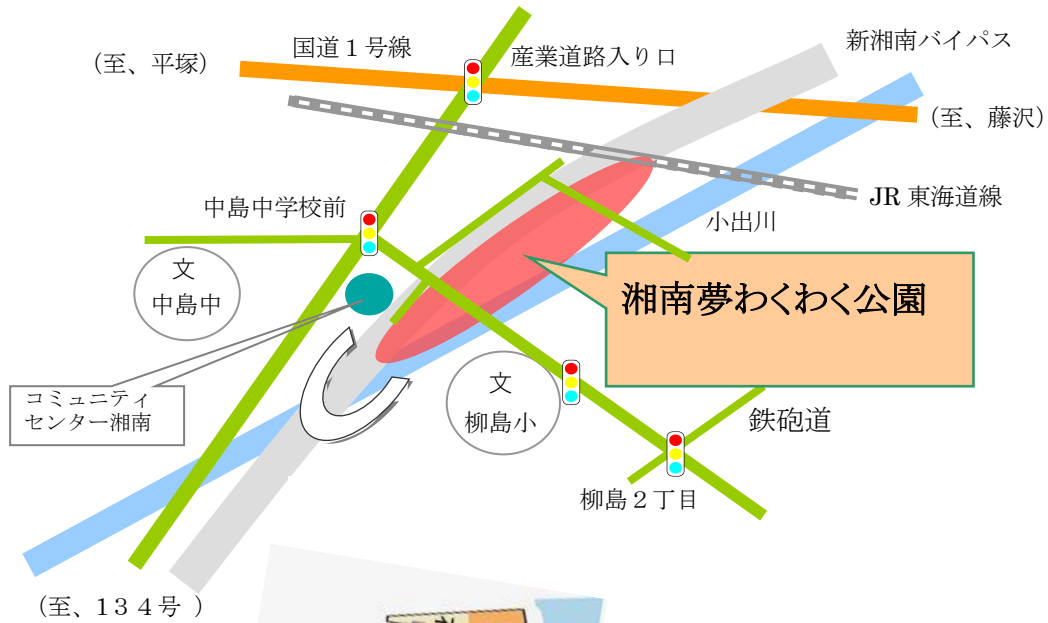 国道１号線
新湘南バイパス
（至、平塚）
産業道路入り口
（至、藤沢）
JR 東海道線
中島中学校前
小出川
文
中島中
湘南夢わくわく公園
文
柳島小
コミュニティ
センター湘南
鉄砲道
柳島２丁目
（至、１３４号 ）